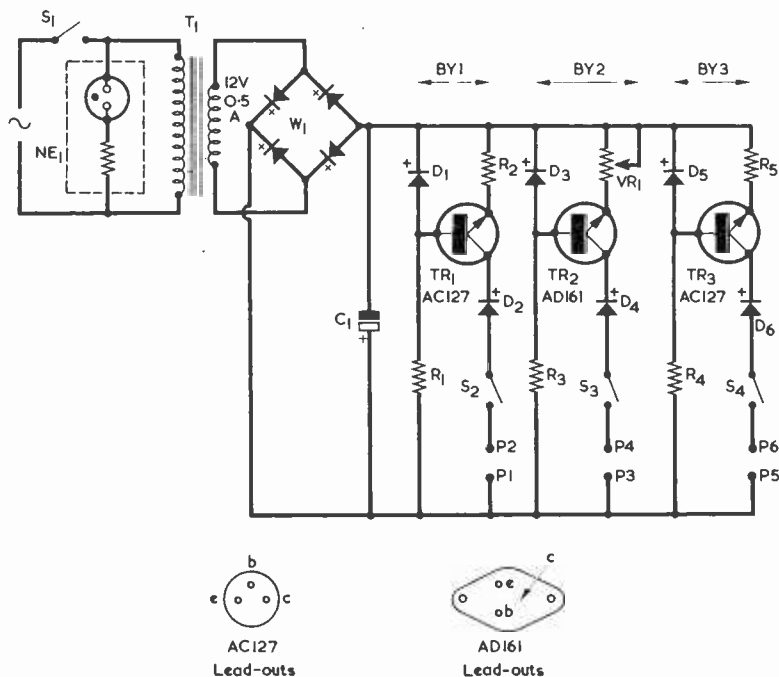 S1
T1
BY1
BY2
BY3
12V
0·5
A
W1
NE1
D1
R2
D3
VR1
D5
R5
TR1
AC127
TR2
AD161
TR3
AC127
D2
D4
D6
C1
+
R1
S2
R3
S3
R4
S4
P2
P4
P6
P1
P3
P5
b
e
c
AC127
Lead-outs
c
e
b
AD161
Lead-outs